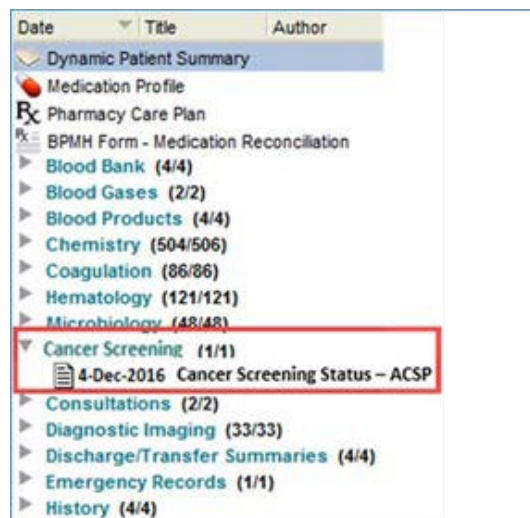 Date Title Author
Dynamic Patient Summary
Medication Profile
Rx Pharmacy Care Plan
Rx BPMH Form - Medication Reconciliation
Blood Bank (4/4)
Blood Gases (2/2)
Blood Products (4/4)
Chemistry (504/506)
Coagulation (86/86)
Hematology (121/121)
Microbiology (48/48)
Cancer Screening (1/1)
4-Dec-2016 Cancer Screening Status – ACSP
Consultations (2/2)
Diagnostic Imaging (33/33)
Discharge/Transfer Summaries (4/4)
Emergency Records (1/1)
History (4/4)